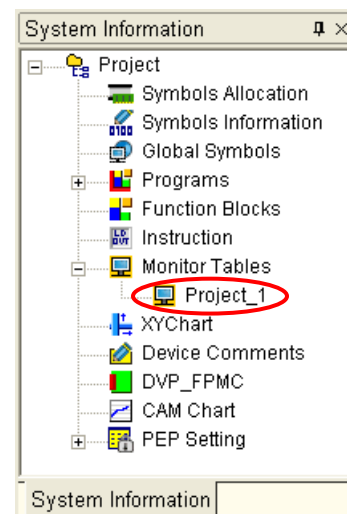 System Information
Project
Symbols Allocation
Symbols Information
Global Symbols
Programs
Function Blocks
Instruction
Monitor Tables
Project_1
XYChart
Device Comments
DVP_FPMC
CAM Chart
PEP Setting
System Information